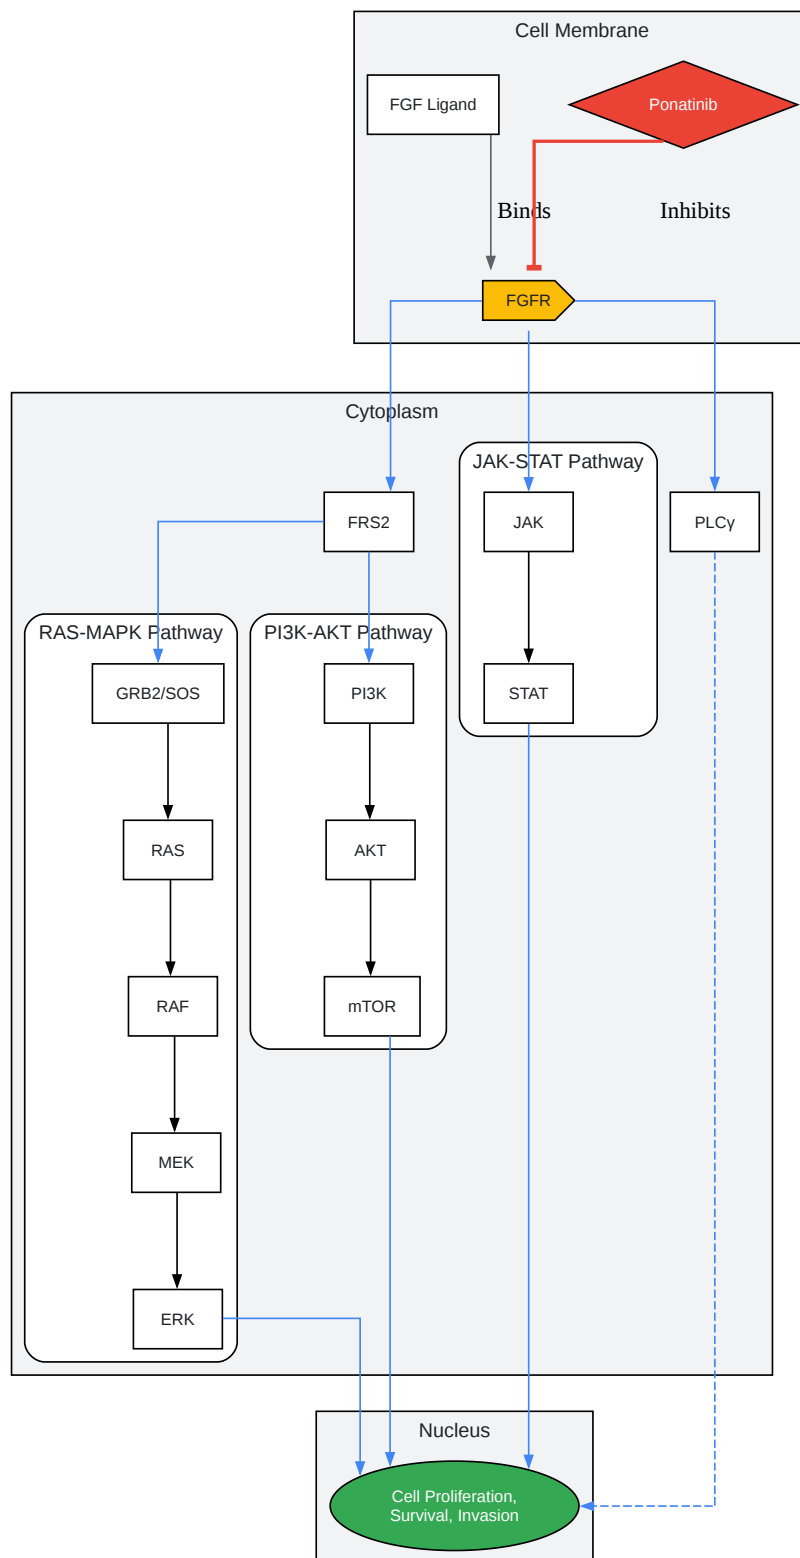 Cell Membrane
FGF Ligand
Ponatinib
Binds
Inhibits
FGFR
Cytoplasm
JAK-STAT Pathway
FRS2
JAK
PLCγ
RAS-MAPK Pathway
PI3K-AKT Pathway
GRB2/SOS
PI3K
STAT
RAS
AKT
RAF
mTOR
MEK
ERK
Nucleus
Cell Proliferation,
Survival, Invasion